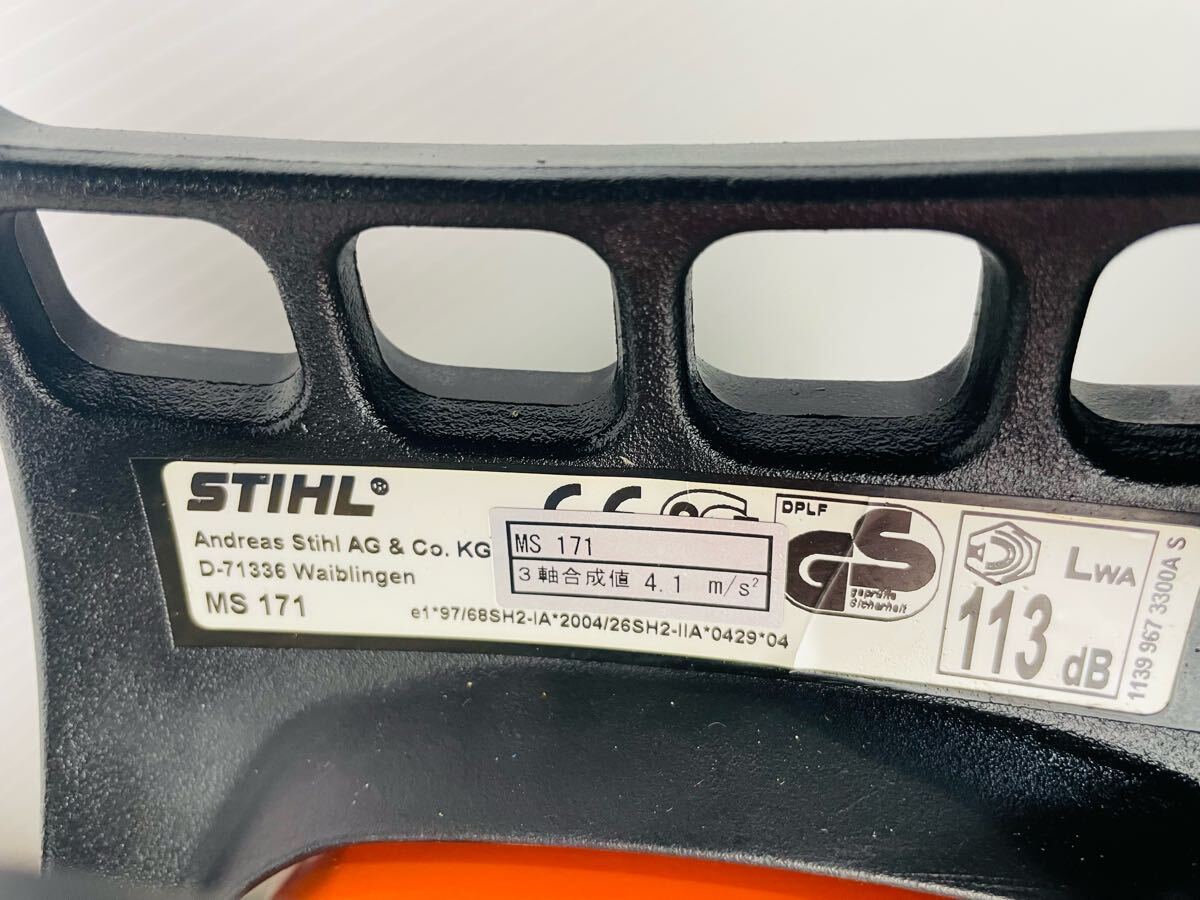 STIHL®
Andreas Stihl AG & Co. KG
D-71336 Waiblingen
MS 171
e1*97/68SH2-IA*2004/26SH2-IIA*0429*04
CE
MS 171
3軸合成値 4.1 m/s²
DPLF
GS
geprüfte
Sicherheit
LWA
113 dB
1139 967 3300A S